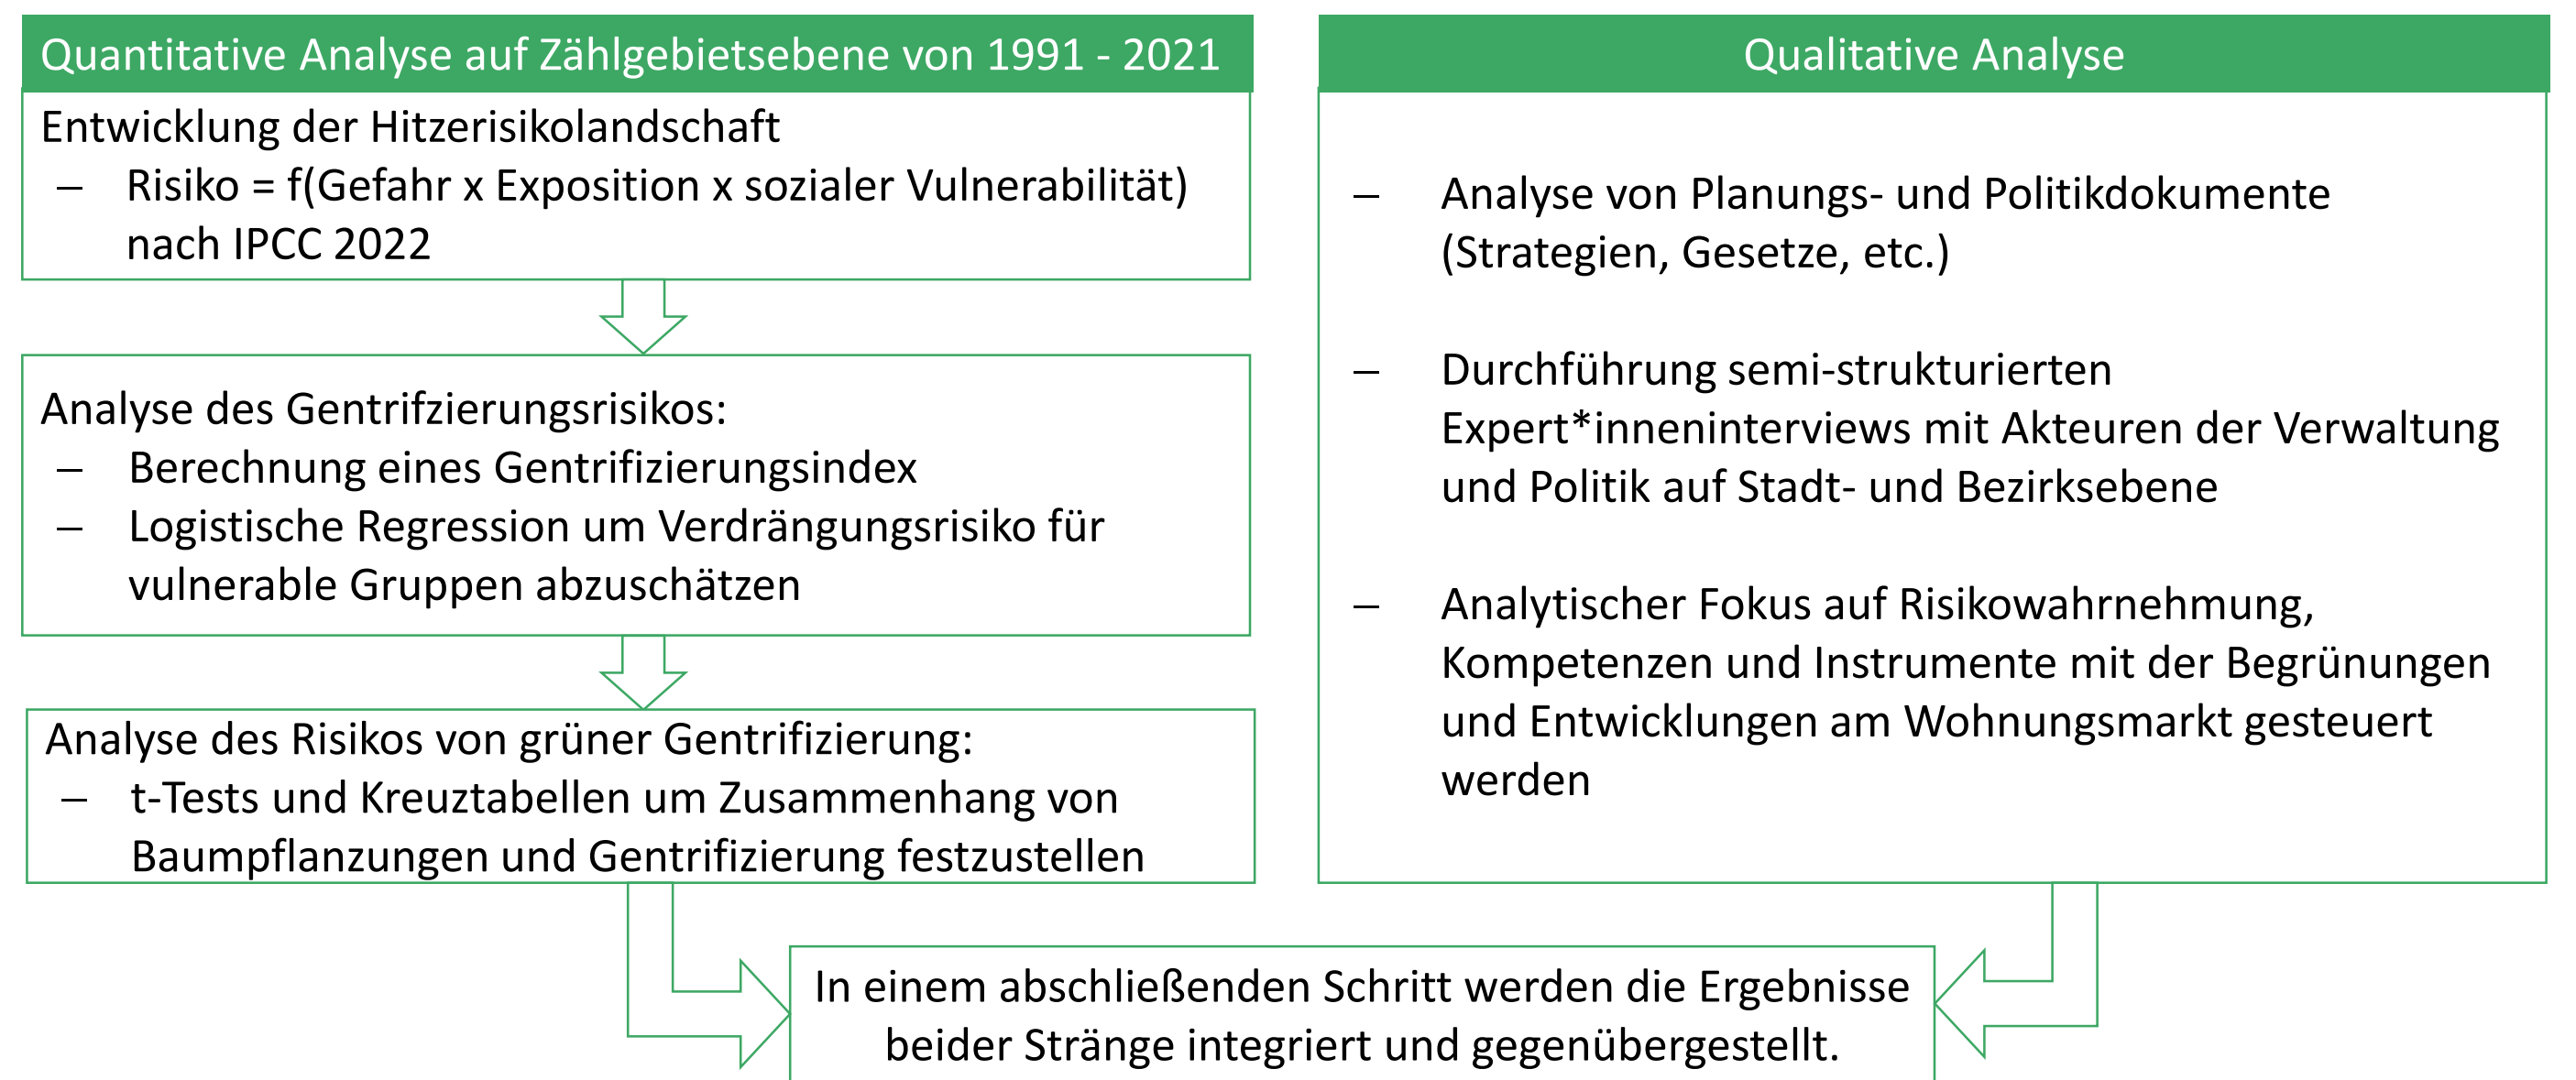 Quantitative Analyse auf Zählgebietsebene von 1991 - 2021
Entwicklung der Hitzerisikolandschaft
– Risiko = f(Gefahr x Exposition x sozialer Vulnerabilität)
nach IPCC 2022
Analyse des Gentrifzierungsrisikos:
– Berechnung eines Gentrifizierungsindex
– Logistische Regression um Verdrängungsrisiko für
vulnerable Gruppen abzuschätzen
Analyse des Risikos von grüner Gentrifizierung:
– t-Tests und Kreuztabellen um Zusammenhang von
Baumpflanzungen und Gentrifizierung festzustellen
Qualitative Analyse
– Analyse von Planungs- und Politikdokumente
(Strategien, Gesetze, etc.)
– Durchführung semi-strukturierten
Expert*inneninterviews mit Akteuren der Verwaltung
und Politik auf Stadt- und Bezirksebene
– Analytischer Fokus auf Risikowahrnehmung,
Kompetenzen und Instrumente mit der Begrünungen
und Entwicklungen am Wohnungsmarkt gesteuert
werden
In einem abschließenden Schritt werden die Ergebnisse
beider Stränge integriert und gegenübergestellt.